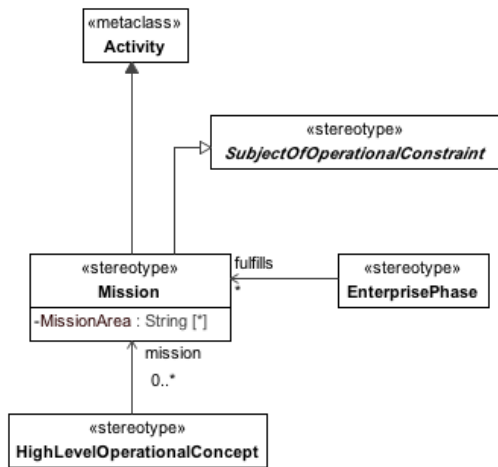 «metaclass»
Activity
«stereotype»
SubjectOfOperationalConstraint
«stereotype»
Mission
-MissionArea : String [*]
fulfills
*
«stereotype»
EnterprisePhase
mission
0..*
«stereotype»
HighLevelOperationalConcept